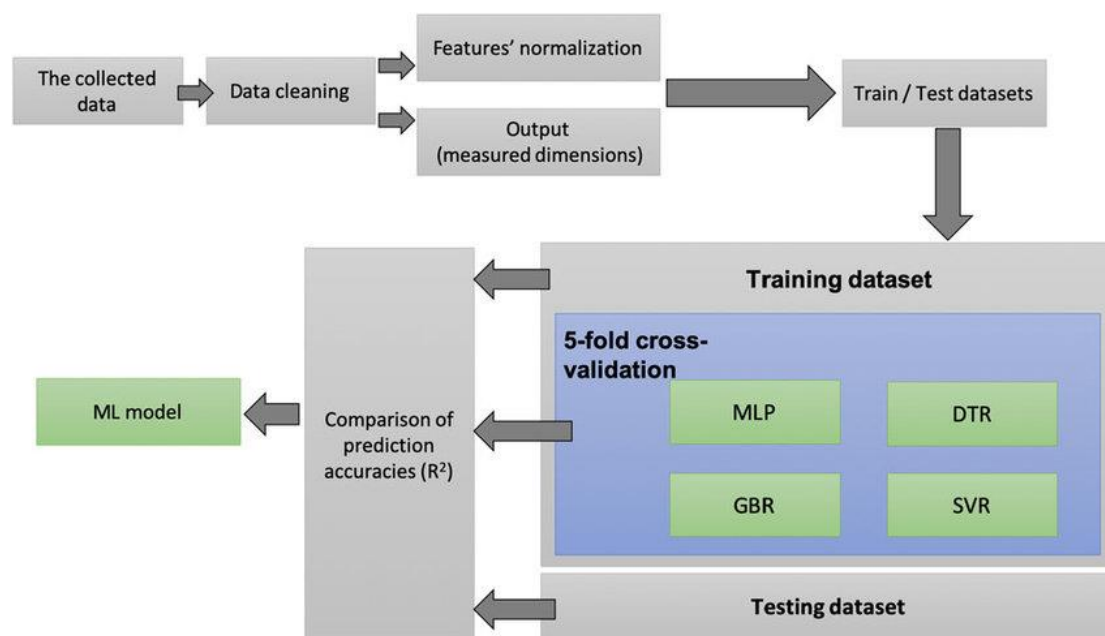 The collected
data
Data cleaning
Features' normalization
Output
(measured dimensions)
Train / Test datasets
Training dataset
5-fold cross-
validation
MLP
DTR
GBR
SVR
Testing dataset
Comparison of
prediction
accuracies (R²)
ML model